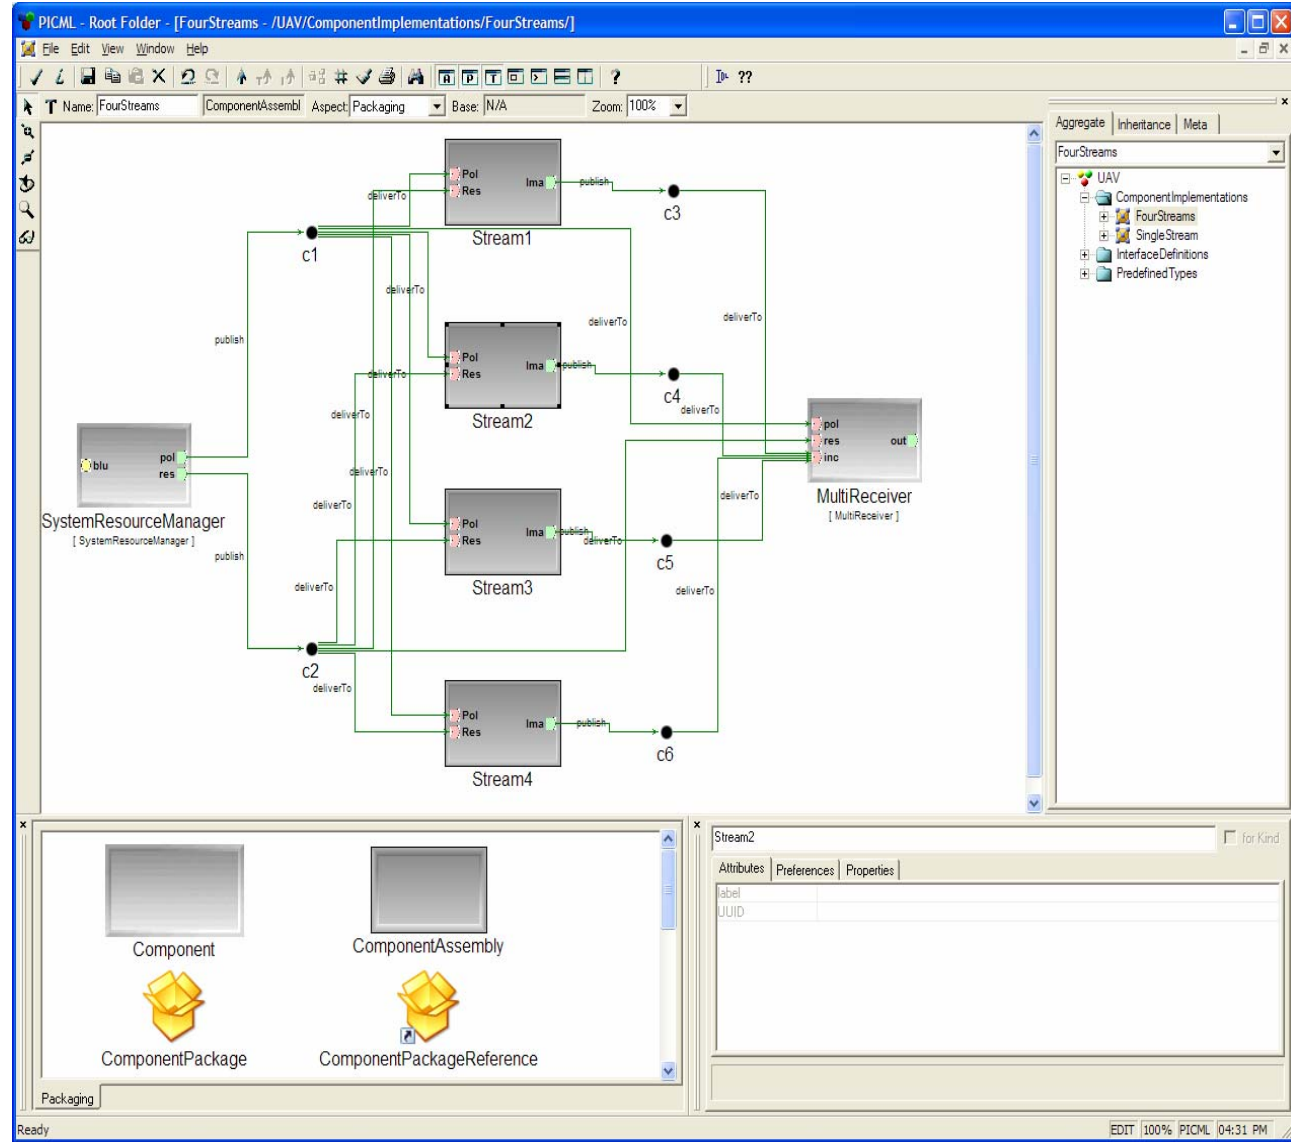 PICML - Root Folder - [FourStreams - /UAV/ComponentImplementations/FourStreams/]
File Edit View Window Help
Name: FourStreams ComponentAssembl Aspect: Packaging Base: N/A Zoom: 100%
Aggregate Inheritance Meta
FourStreams
UAV
ComponentImplementations
FourStreams
SingleStream
InterfaceDefinitions
PredefinedTypes
Pol
Res
Ima
publish
Stream1
deliverTo
c3
c1
deliverTo
publish
deliverTo
deliverTo
Pol
Res
Ima
publish
Stream2
deliverTo
deliverTo
c4
deliverTo
blu
pol
res
SystemResourceManager
[ SystemResourceManager ]
pol
res
inc
out
MultiReceiver
[ MultiReceiver ]
deliverTo
deliverTo
deliverTo
publish
Pol
Res
Ima
publish
Stream3
deliverTo
c5
deliverTo
deliverTo
c2
deliverTo
Pol
Res
Ima
publish
Stream4
c6
Component
ComponentAssembly
ComponentPackage
ComponentPackageReference
Packaging
Stream2
for Kind
Attributes Preferences Properties
label
UUID
Ready
EDIT 100% PICML 04:31 PM